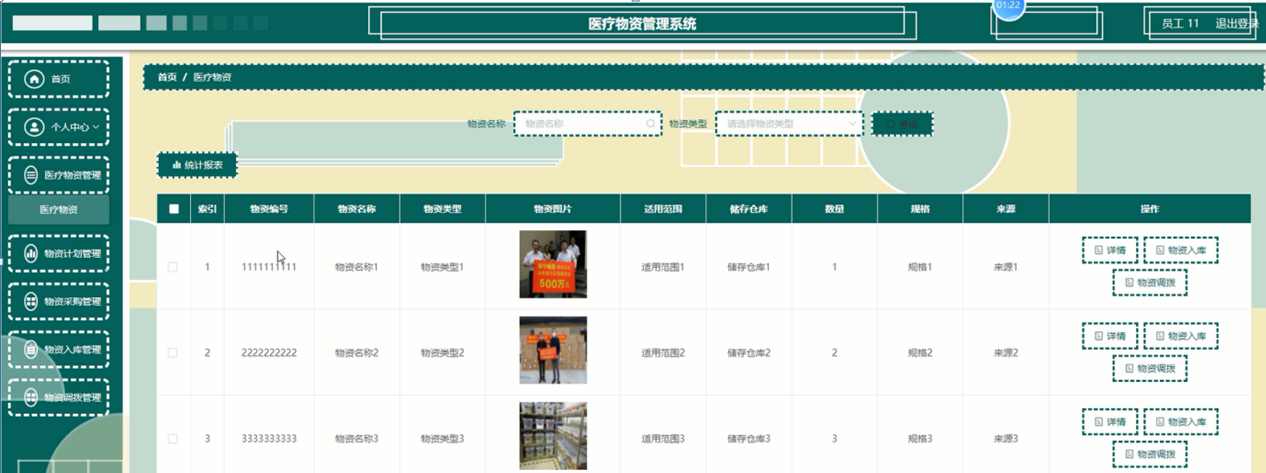 01:22
医疗物资管理系统
员工 11 退出登录
首页
个人中心
医疗物资管理
医疗物资
物资计划管理
物资采购管理
物资入库管理
物资调拨管理
首页 / 医疗物资
物资名称 物资名称 物资类型 请选择物资类型
统计报表
索引 物资编号 物资名称 物资类型 物资图片 适用范围 储存仓库 数量 规格 来源 操作
1 1111111111 物资名称1 物资类型1 适用范围1 储存仓库1 1 规格1 来源1 详情 物资入库
物资调拨
500万元
2 2222222222 物资名称2 物资类型2 适用范围2 储存仓库2 2 规格2 来源2 详情 物资入库
物资调拨
3 3333333333 物资名称3 物资类型3 适用范围3 储存仓库3 3 规格3 来源3 详情 物资入库
物资调拨